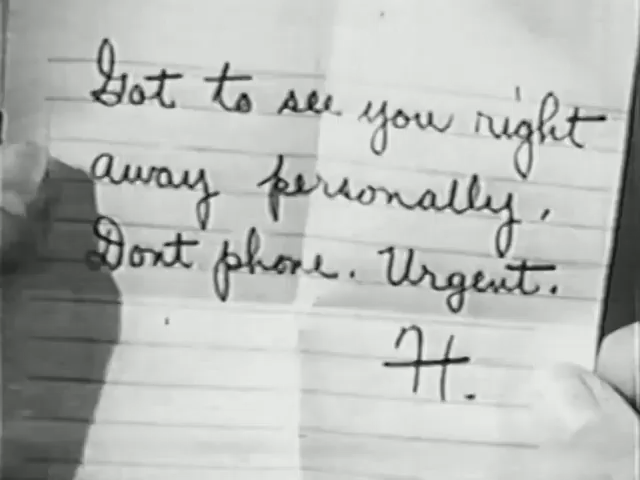 Got to see you right
away personally.
Dont phone. Urgent.
H.